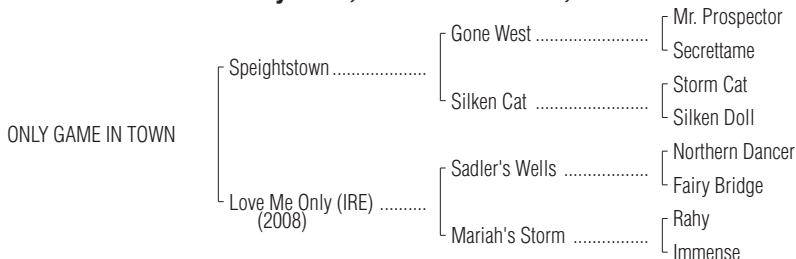 Mr. Prospector
Gone West ........................
Secrettame
Speightstown ....................
Storm Cat
Silken Cat ........................
Silken Doll
ONLY GAME IN TOWN
Northern Dancer
Sadler's Wells ..................
Fairy Bridge
Love Me Only (IRE) ..........
(2008)
Rahy
Mariah's Storm ................
Immense